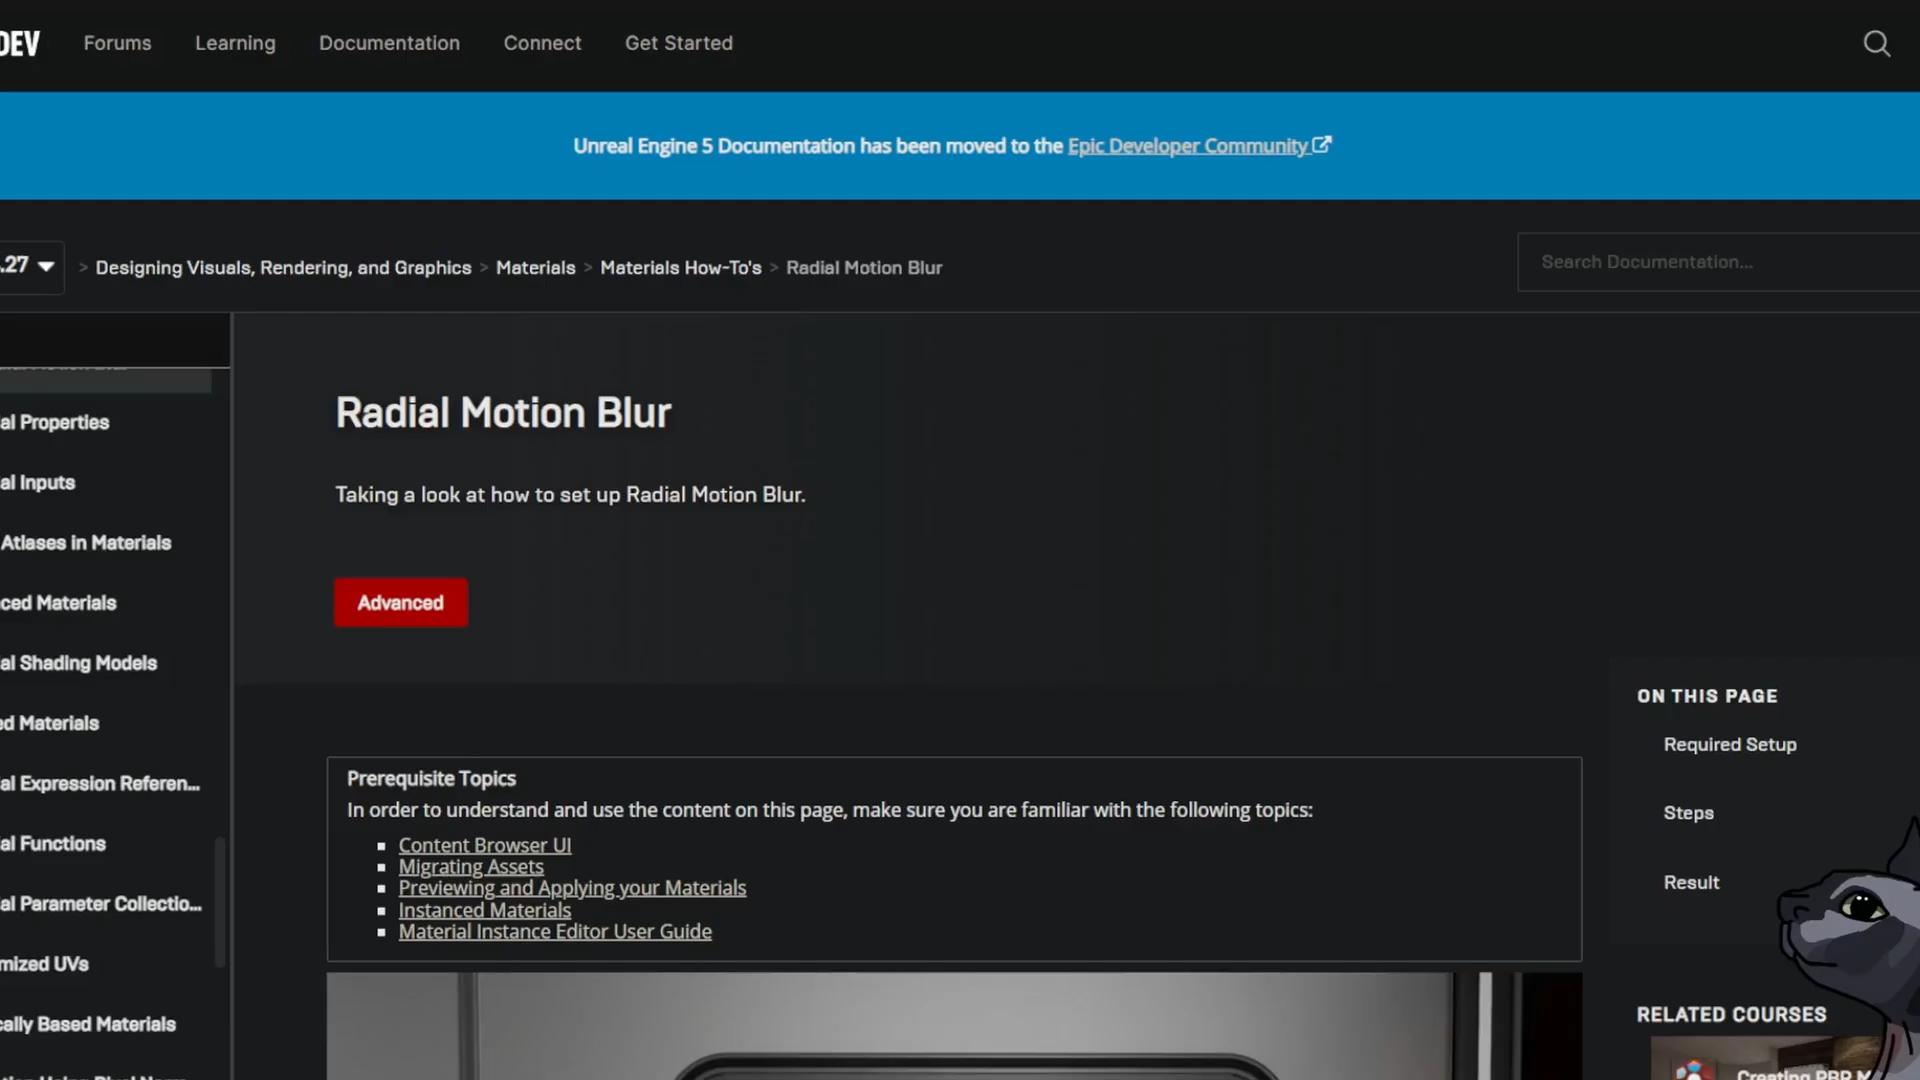 DEV
Forums
Learning
Documentation
Connect
Get Started
Unreal Engine 5 Documentation has been moved to the Epic Developer Community
.27
> Designing Visuals, Rendering, and Graphics > Materials > Materials How-To's > Radial Motion Blur
Search Documentation...
al Properties
al Inputs
Atlases in Materials
ced Materials
al Shading Models
ed Materials
al Expression Referen...
al Functions
al Parameter Collectio...
mized UVs
cally Based Materials
Radial Motion Blur
Taking a look at how to set up Radial Motion Blur.
Advanced
Prerequisite Topics
In order to understand and use the content on this page, make sure you are familiar with the following topics:
Content Browser UI
Migrating Assets
Previewing and Applying your Materials
Instanced Materials
Material Instance Editor User Guide
ON THIS PAGE
Required Setup
Steps
Result
RELATED COURSES
Creating PBR M